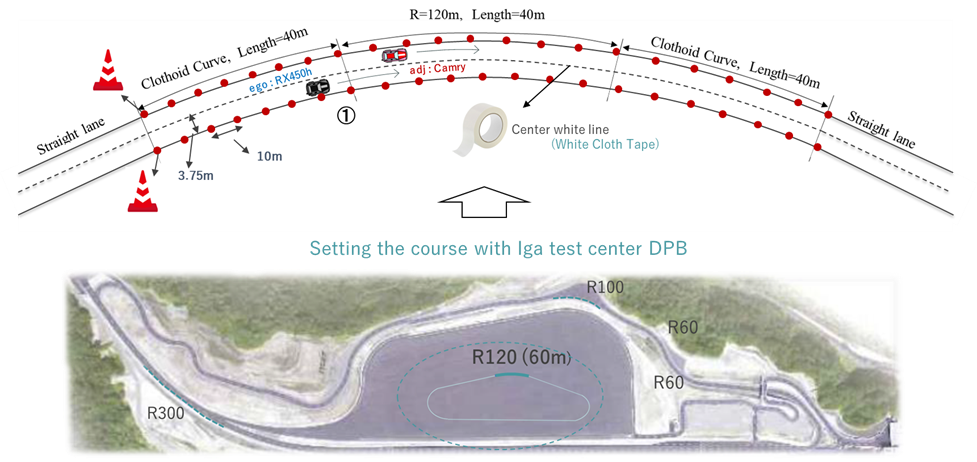 R=120m, Length=40m
Clothoid Curve, Length=40m
Clothoid Curve, Length=40m
ego:RX450h
adj:Camry
①
Straight lane
Straight lane
10m
3.75m
Center white line
(White Cloth Tape)
Setting the course with Iga test center DPB
R100
R60
R120 (60m)
R60
R300